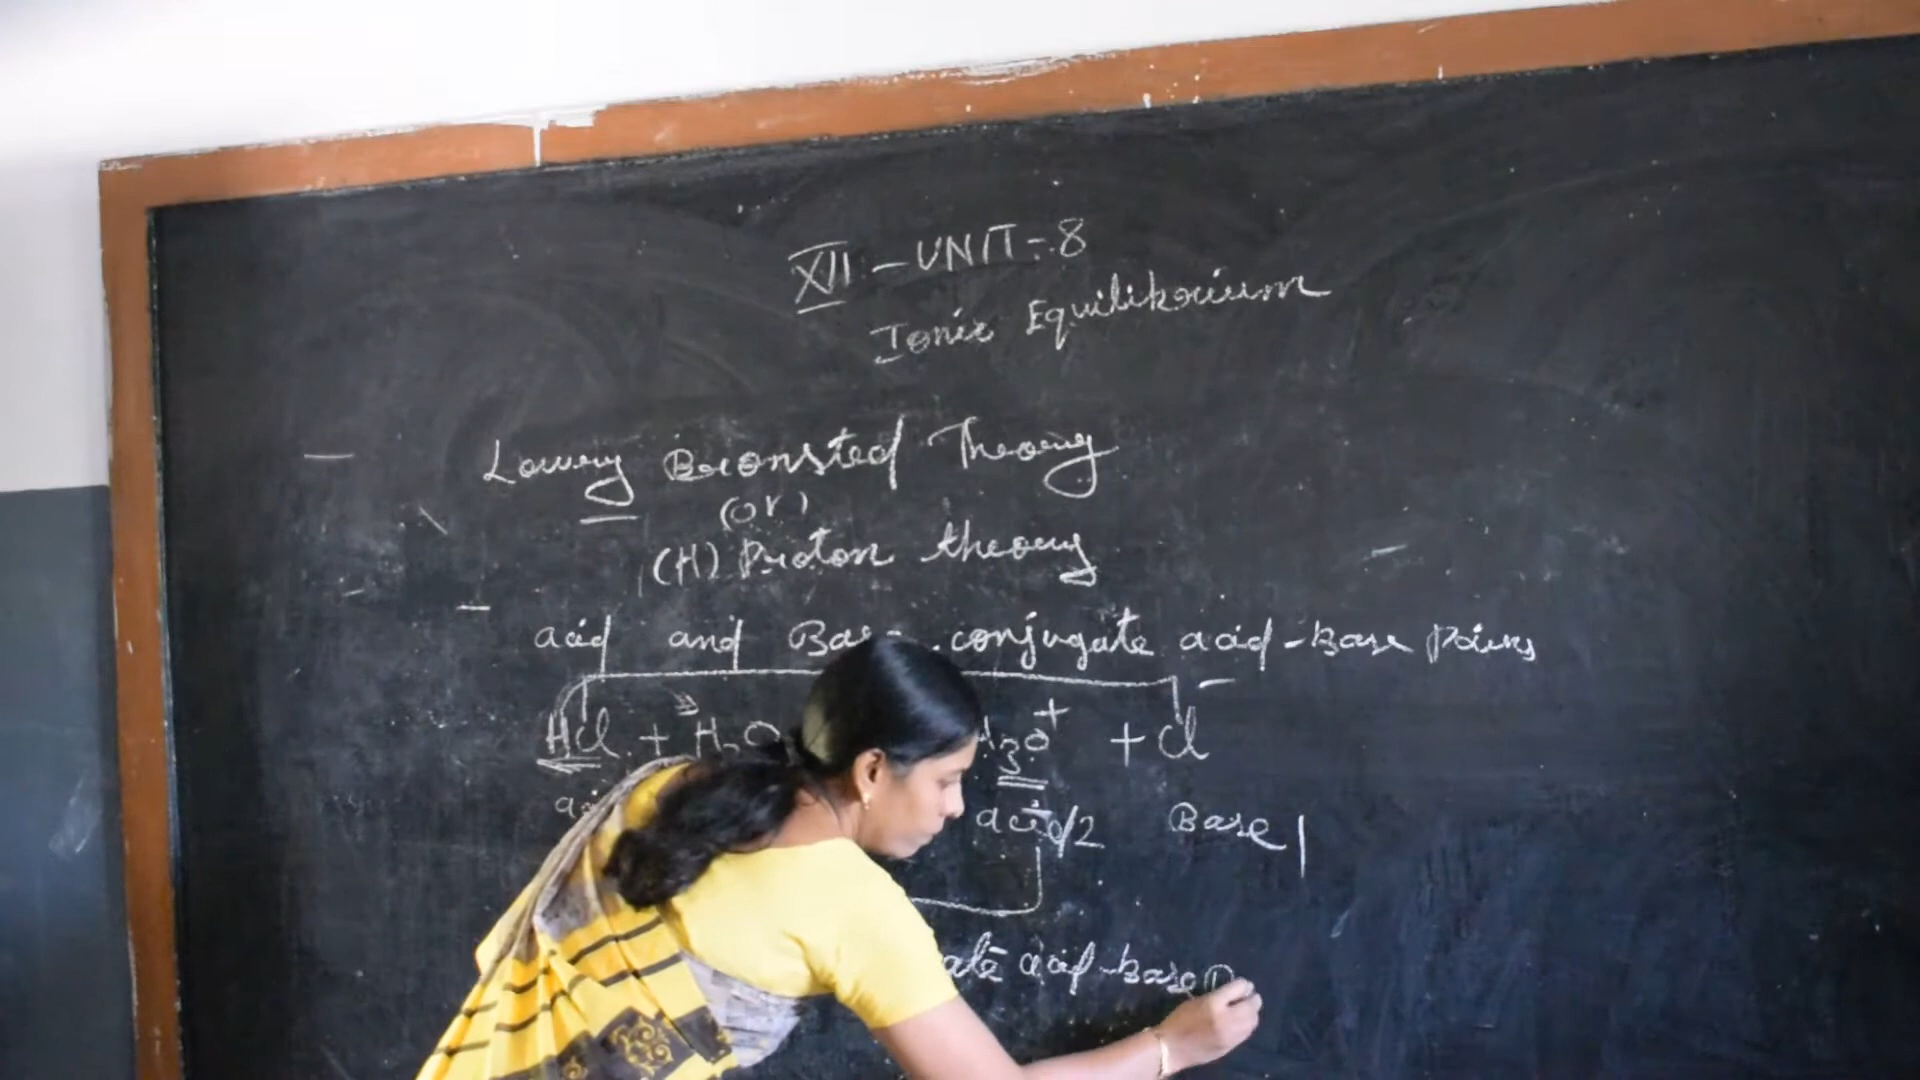 XII - UNIT - 8
Ionic Equilibrium
Lowry Bronsted Theory
(or)
(H) Proton theory
acid and Base conjugate acid-Base pairs
HCl + H2O H3O+ + Cl-
acid2 Base1
acid-Base P